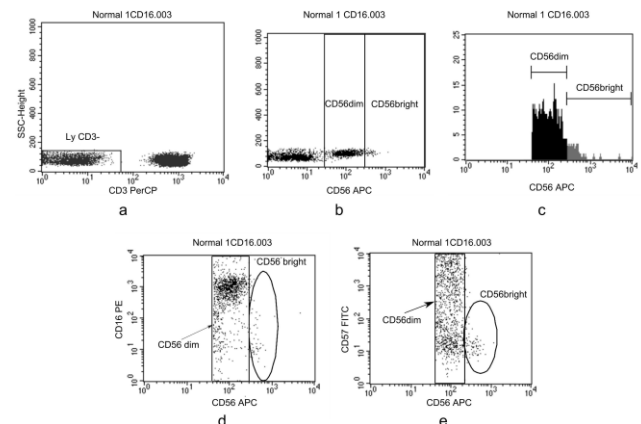 Normal 1CD16.003
SSC-Height
0 200 400 600 800 1000
Ly CD3-
10^0 10^1 10^2 10^3 10^4
CD3 PerCP
a
Normal 1 CD16.003
0 200 400 600 800 1000
CD56dim CD56bright
10^0 10^1 10^2 10^3 10^4
CD56 APC
b
Normal 1 CD16.003
0 5 10 15 20 25
CD56dim
CD56bright
10^0 10^1 10^2 10^3 10^4
CD56 APC
c
Normal 1CD16.003
CD56 bright
CD16 PE
10^0 10^1 10^2 10^3 10^4
CD56 dim
10^0 10^1 10^2 10^3 10^4
CD56 APC
d
Normal 1CD16.003
CD57 FITC
10^0 10^1 10^2 10^3 10^4
CD56bright
CD56dim
10^0 10^1 10^2 10^3 10^4
CD56 APC
e